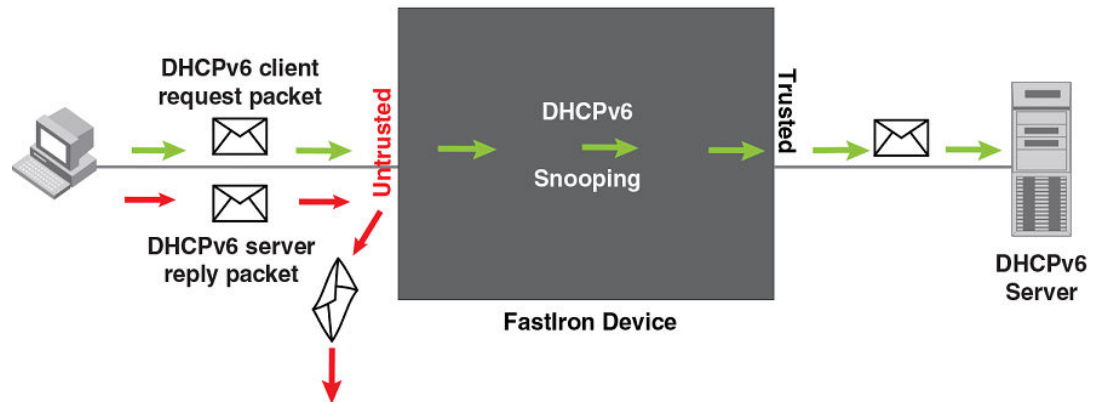 DHCPv6 client
request packet
Untrusted
DHCPv6
Snooping
Trusted
DHCPv6 server
reply packet
DHCPv6
Server
FastIron Device